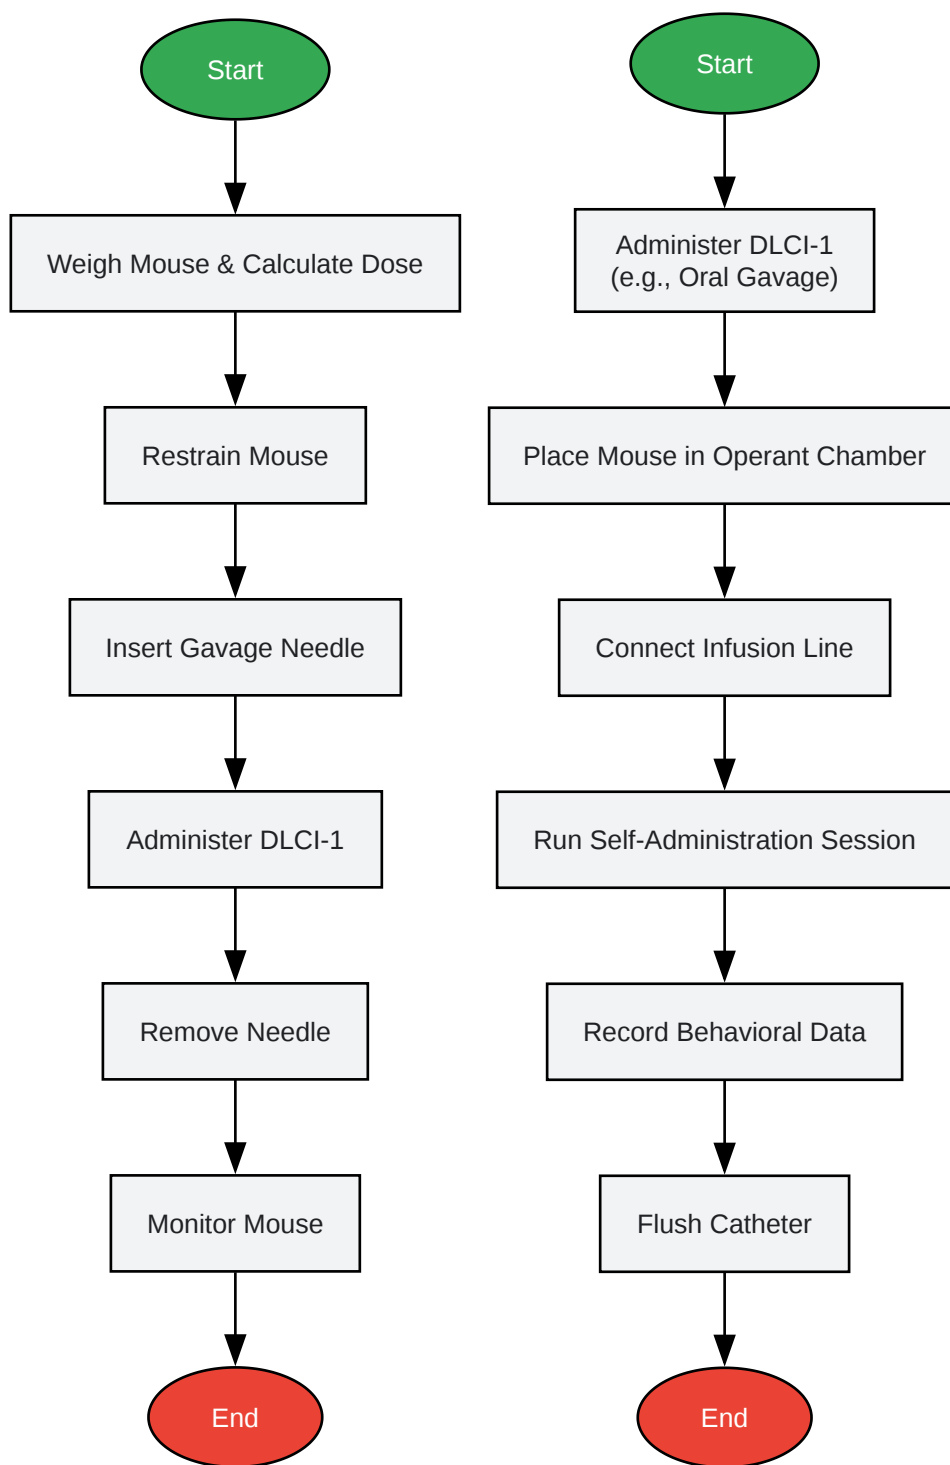 Start
Weigh Mouse & Calculate Dose
Restrain Mouse
Insert Gavage Needle
Administer DLCI-1
Remove Needle
Monitor Mouse
End
Start
Administer DLCI-1
(e.g., Oral Gavage)
Place Mouse in Operant Chamber
Connect Infusion Line
Run Self-Administration Session
Record Behavioral Data
Flush Catheter
End